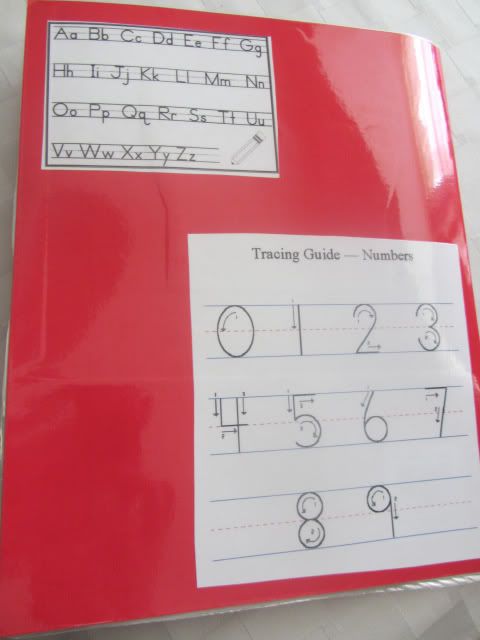 Aa Bb Cc Dd Ee Ff Gg
Hh Ii Jj Kk Ll Mm Nn
Oo Pp Qq Rr Ss Tt Uu
Vv Ww Xx Yy Zz
Tracing Guide — Numbers
0 1 2 3
4 5 6 7
8 9